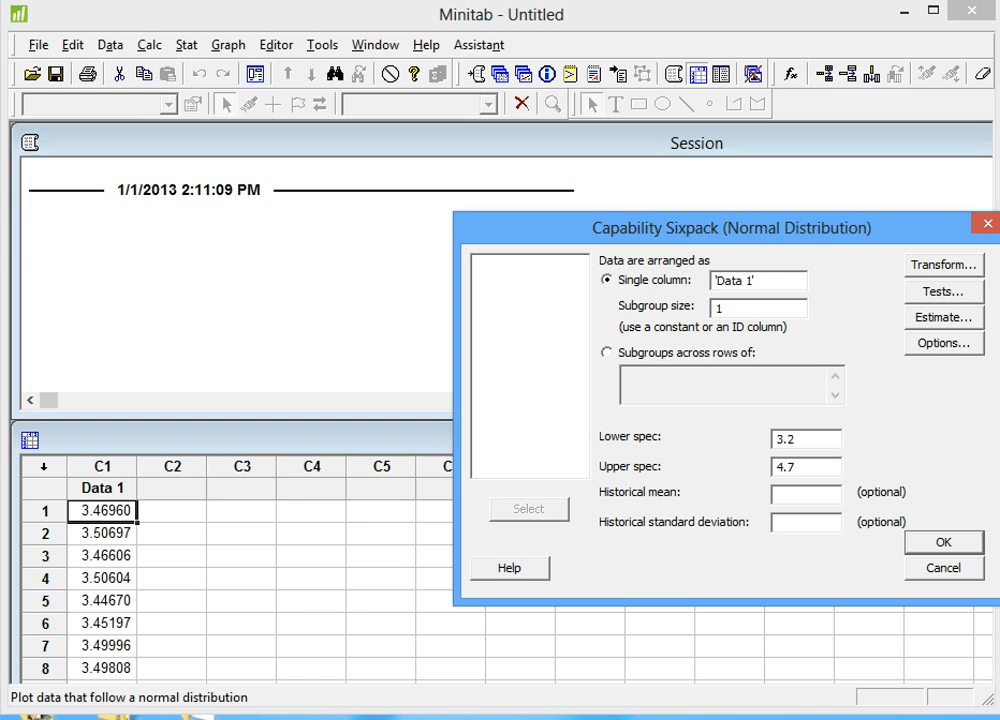 Minitab - Untitled
File Edit Data Calc Stat Graph Editor Tools Window Help Assistant
Session
1/1/2013 2:11:09 PM
Capability Sixpack (Normal Distribution)
Data are arranged as
Single column: 'Data 1'
Subgroup size: 1
(use a constant or an ID column)
Subgroups across rows of:
Transform...
Tests...
Estimate...
Options...
Lower spec: 3.2
Upper spec: 4.7
Historical mean: (optional)
Historical standard deviation: (optional)
Select
Help
OK
Cancel
C1 C2 C3 C4 C5
Data 1
1 3.46960
2 3.50697
3 3.46606
4 3.50604
5 3.44670
6 3.45197
7 3.49996
8 3.49808
Plot data that follow a normal distribution